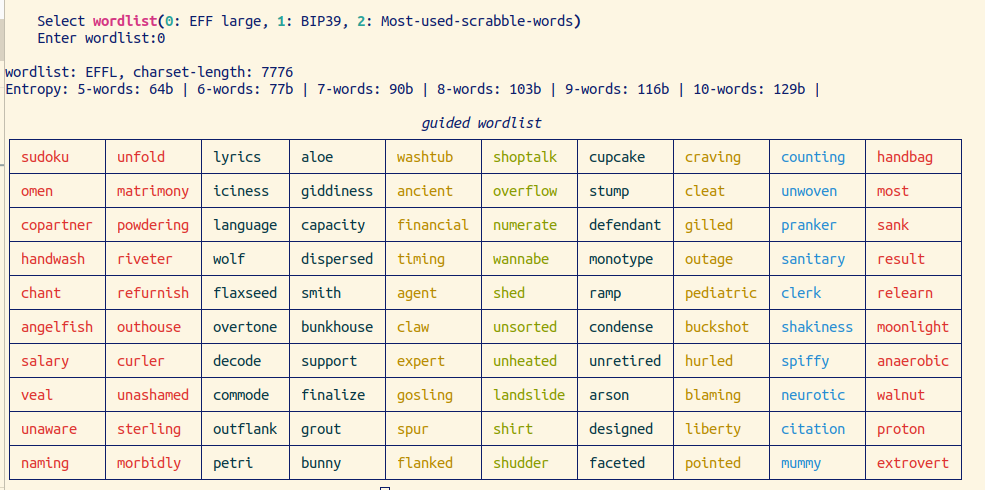 Select wordlist(0: EFF large, 1: BIP39, 2: Most-used-scrabble-words)
Enter wordlist:0
wordlist: EFFL, charset-length: 7776
Entropy: 5-words: 64b | 6-words: 77b | 7-words: 90b | 8-words: 103b | 9-words: 116b | 10-words: 129b |
guided wordlist
sudoku unfold lyrics aloe washtub shoptalk cupcake craving counting handbag
omen matrimony iciness giddiness ancient overflow stump cleat unwoven most
copartner powdering language capacity financial numerate defendant gilled pranker sank
handwash riveter wolf dispersed timing wannabe monotype outage sanitary result
chant refurnish flaxseed smith agent shed ramp pediatric clerk relearn
angelfish outhouse overtone bunkhouse claw unsorted condense buckshot shakiness moonlight
salary curler decode support expert unheated unretired hurled spiffy anaerobic
veal unashamed commode finalize gosling landslide arson blaming neurotic walnut
unaware sterling outflank grout spur shirt designed liberty citation proton
naming morbidly petri bunny flanked shudder faceted pointed mummy extrovert